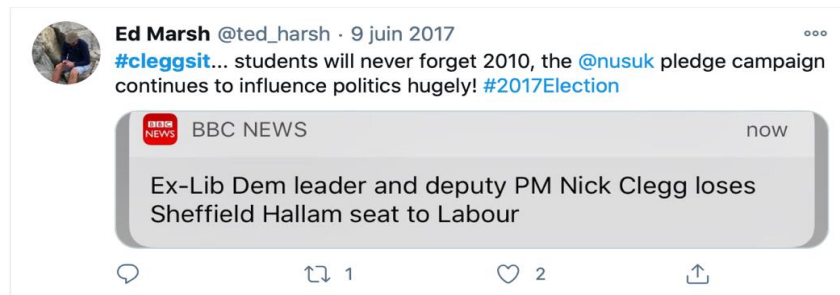 Ed Marsh @ted_harsh · 9 juin 2017
#cleggsit... students will never forget 2010, the @nusuk pledge campaign
continues to influence politics hugely! #2017Election
BBC NEWS BBC NEWS now
Ex-Lib Dem leader and deputy PM Nick Clegg loses
Sheffield Hallam seat to Labour
1 2